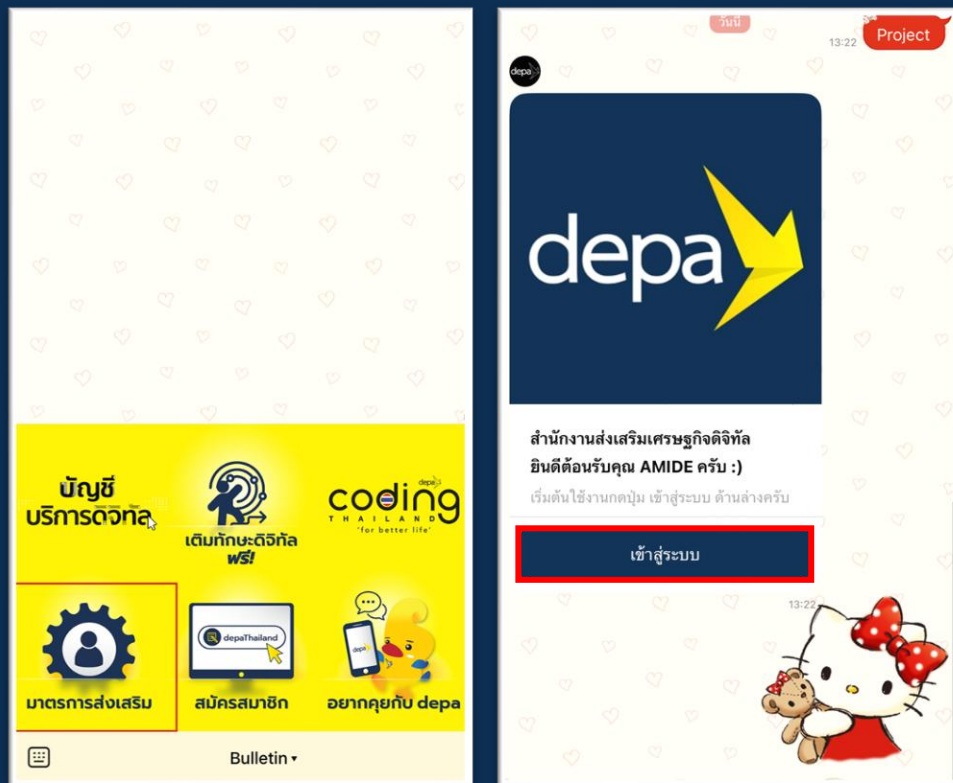 บัญชี
บริการดิจิทัล
เติมทักษะดิจิทัล
ฟรี!
depa
coding
THAILAND
'for better life'
depaThailand
depa
มาตรการส่งเสริม
สมัครสมาชิก
อยากคุยกับ depa
Bulletin ▾
วันนี้
13:22
Project
depa
depa
สำนักงานส่งเสริมเศรษฐกิจดิจิทัล
ยินดีต้อนรับคุณ AMIDE ครับ :)
เริ่มต้นใช้งานกดปุ่ม เข้าสู่ระบบ ด้านล่างครับ
เข้าสู่ระบบ
13:22